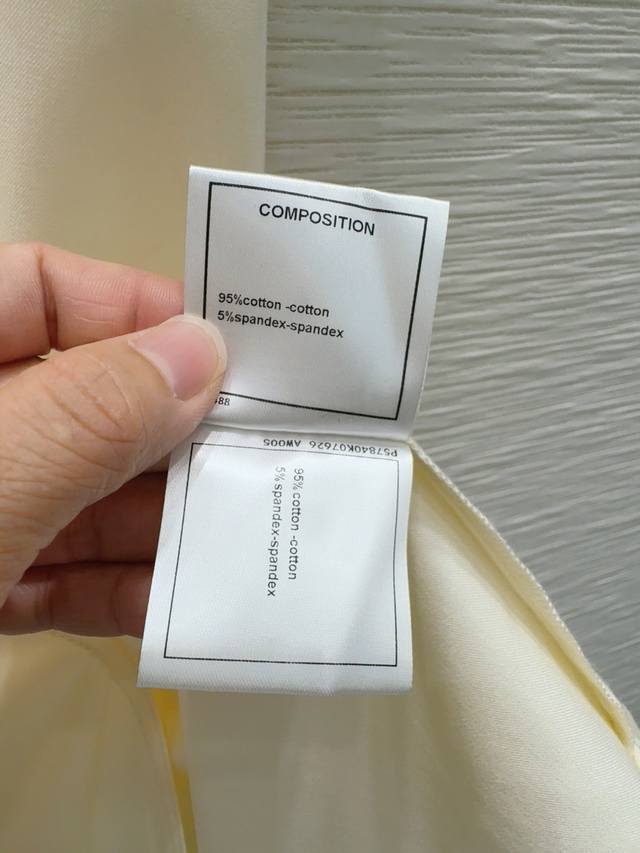 COMPOSITION
95%cotton -cotton
5%spandex-spandex
P57840K07626 AW005
95%cotton -cotton
5%spandex-spandex